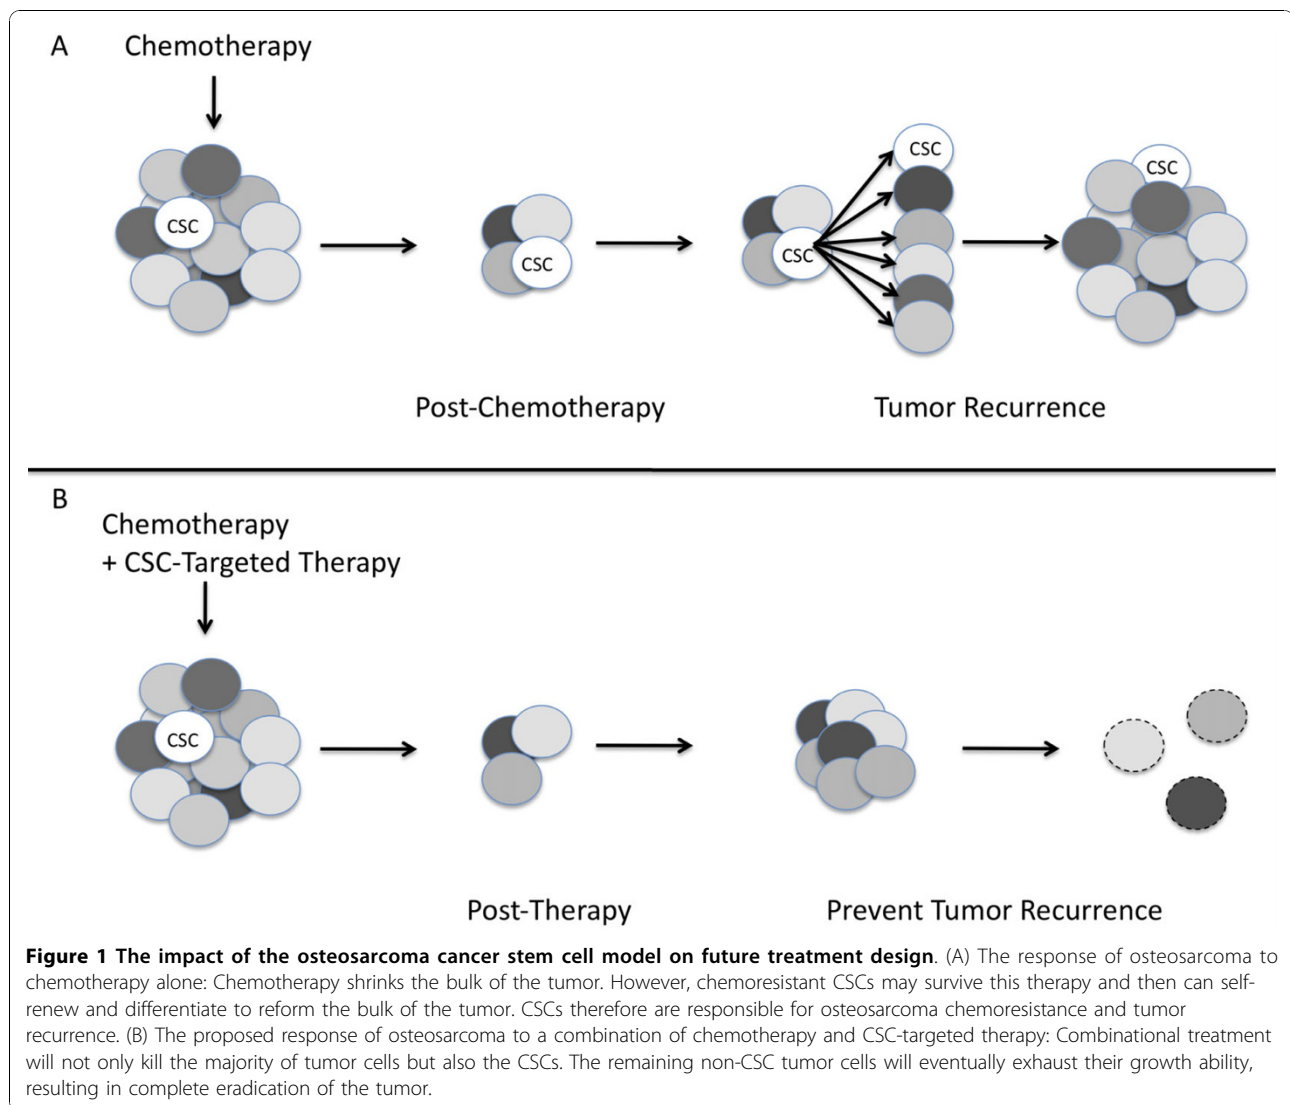 A
Chemotherapy
CSC
CSC
CSC
CSC
CSC
Post-Chemotherapy
Tumor Recurrence
B
Chemotherapy
+ CSC-Targeted Therapy
CSC
Post-Therapy
Prevent Tumor Recurrence
Figure 1 The impact of the osteosarcoma cancer stem cell model on future treatment design. (A) The response of osteosarcoma to
chemotherapy alone: Chemotherapy shrinks the bulk of the tumor. However, chemoresistant CSCs may survive this therapy and then can self-
renew and differentiate to reform the bulk of the tumor. CSCs therefore are responsible for osteosarcoma chemoresistance and tumor
recurrence. (B) The proposed response of osteosarcoma to a combination of chemotherapy and CSC-targeted therapy: Combinational treatment
will not only kill the majority of tumor cells but also the CSCs. The remaining non-CSC tumor cells will eventually exhaust their growth ability,
resulting in complete eradication of the tumor.